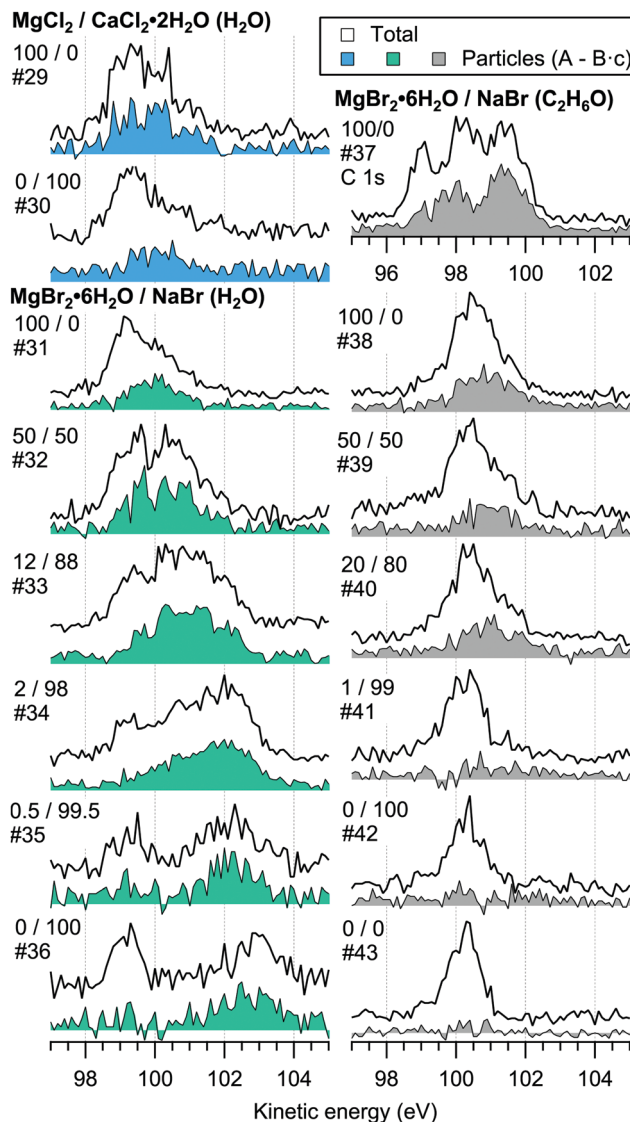 MgCl₂ / CaCl₂•2H₂O (H₂O)
100 / 0
#29
0 / 100
#30
MgBr₂•6H₂O / NaBr (H₂O)
100 / 0
#31
50 / 50
#32
12 / 88
#33
2 / 98
#34
0.5 / 99.5
#35
0 / 100
#36
98 100 102 104
Total
Particles (A - B·c)
MgBr₂•6H₂O / NaBr (C₂H₆O)
100/0
#37
C 1s
96 98 100 102
100 / 0
#38
50 / 50
#39
20 / 80
#40
1 / 99
#41
0 / 100
#42
0 / 0
#43
98 100 102 104
Kinetic energy (eV)